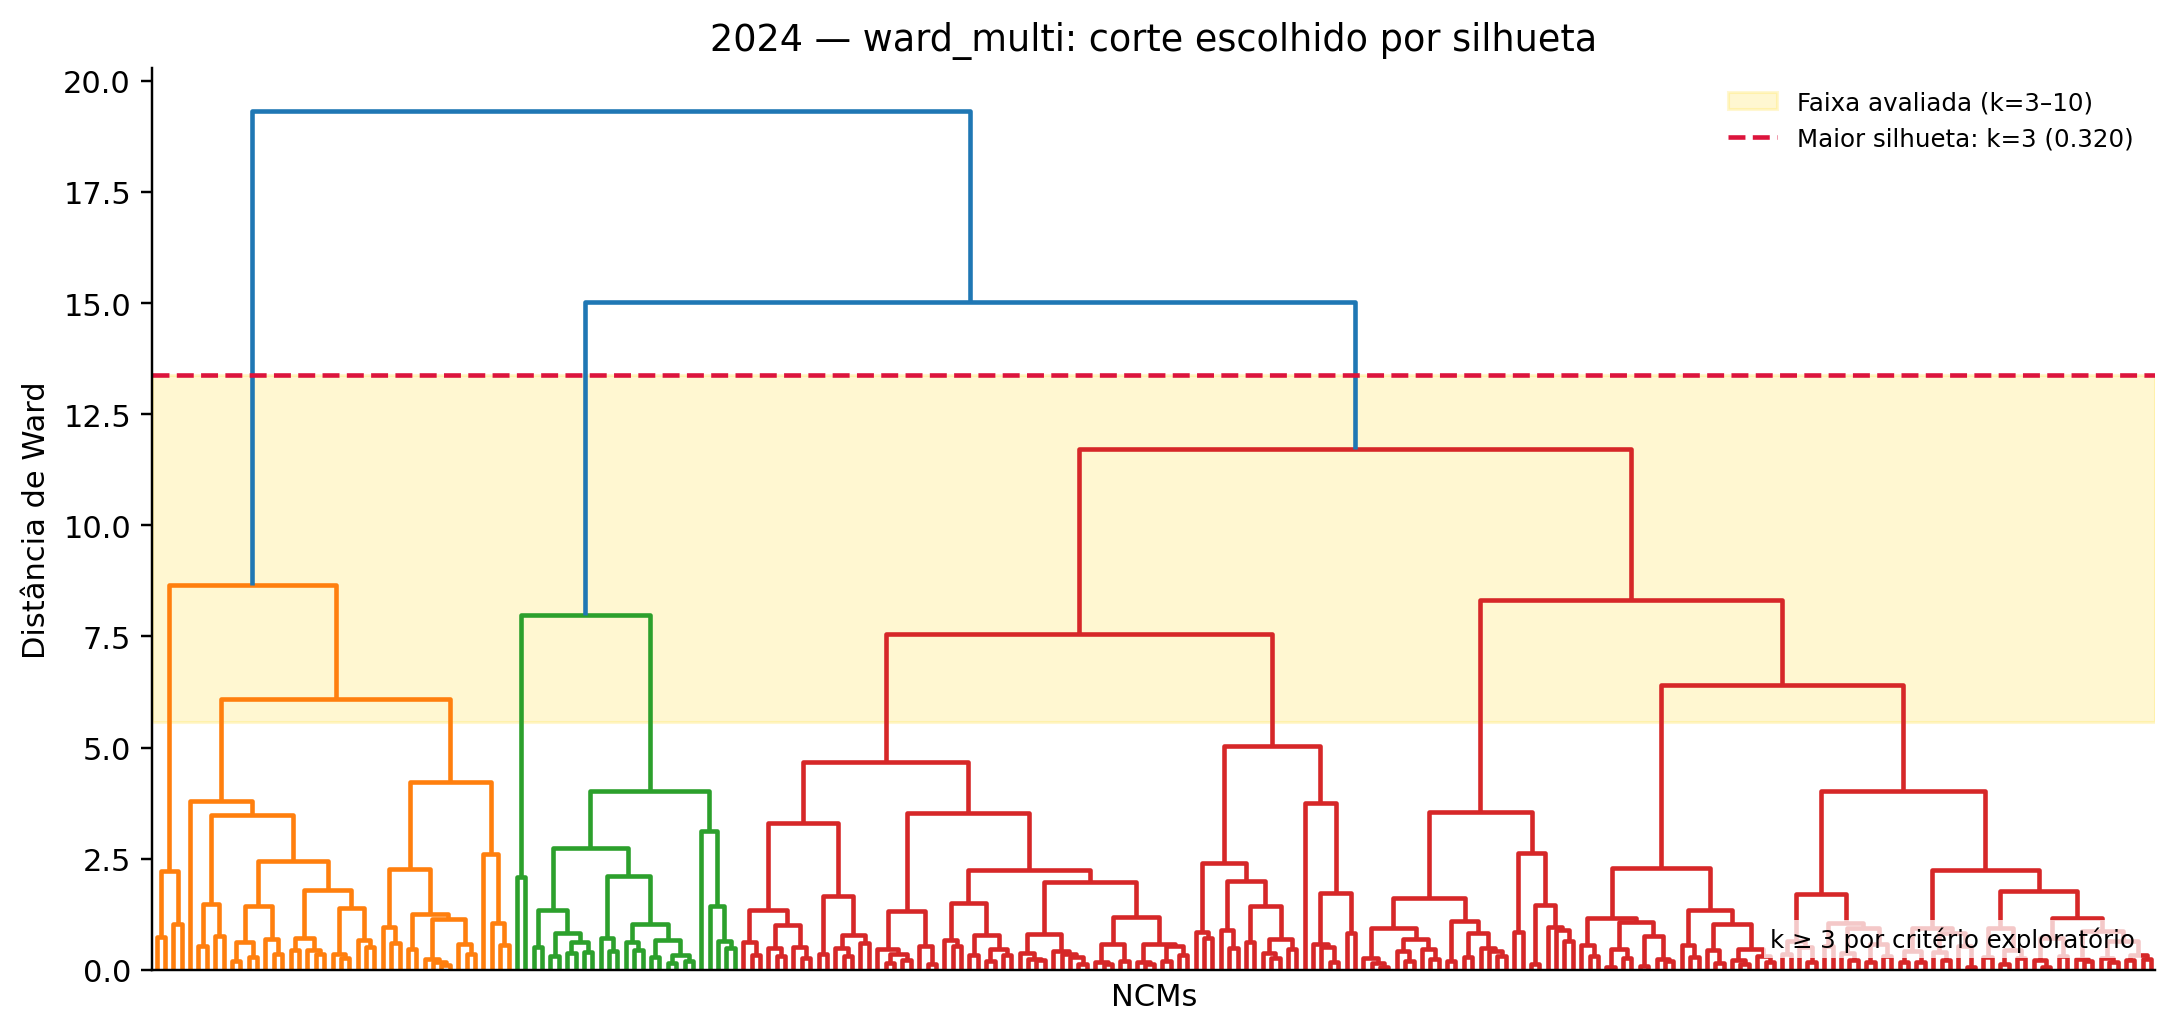 2024 — ward_multi: corte escolhido por silhueta
Faixa avaliada (k=3–10)
Maior silhueta: k=3 (0.320)
20.0
17.5
15.0
12.5
10.0
7.5
5.0
2.5
0.0
Distância de Ward
k ≥ 3 por critério exploratório
NCMs